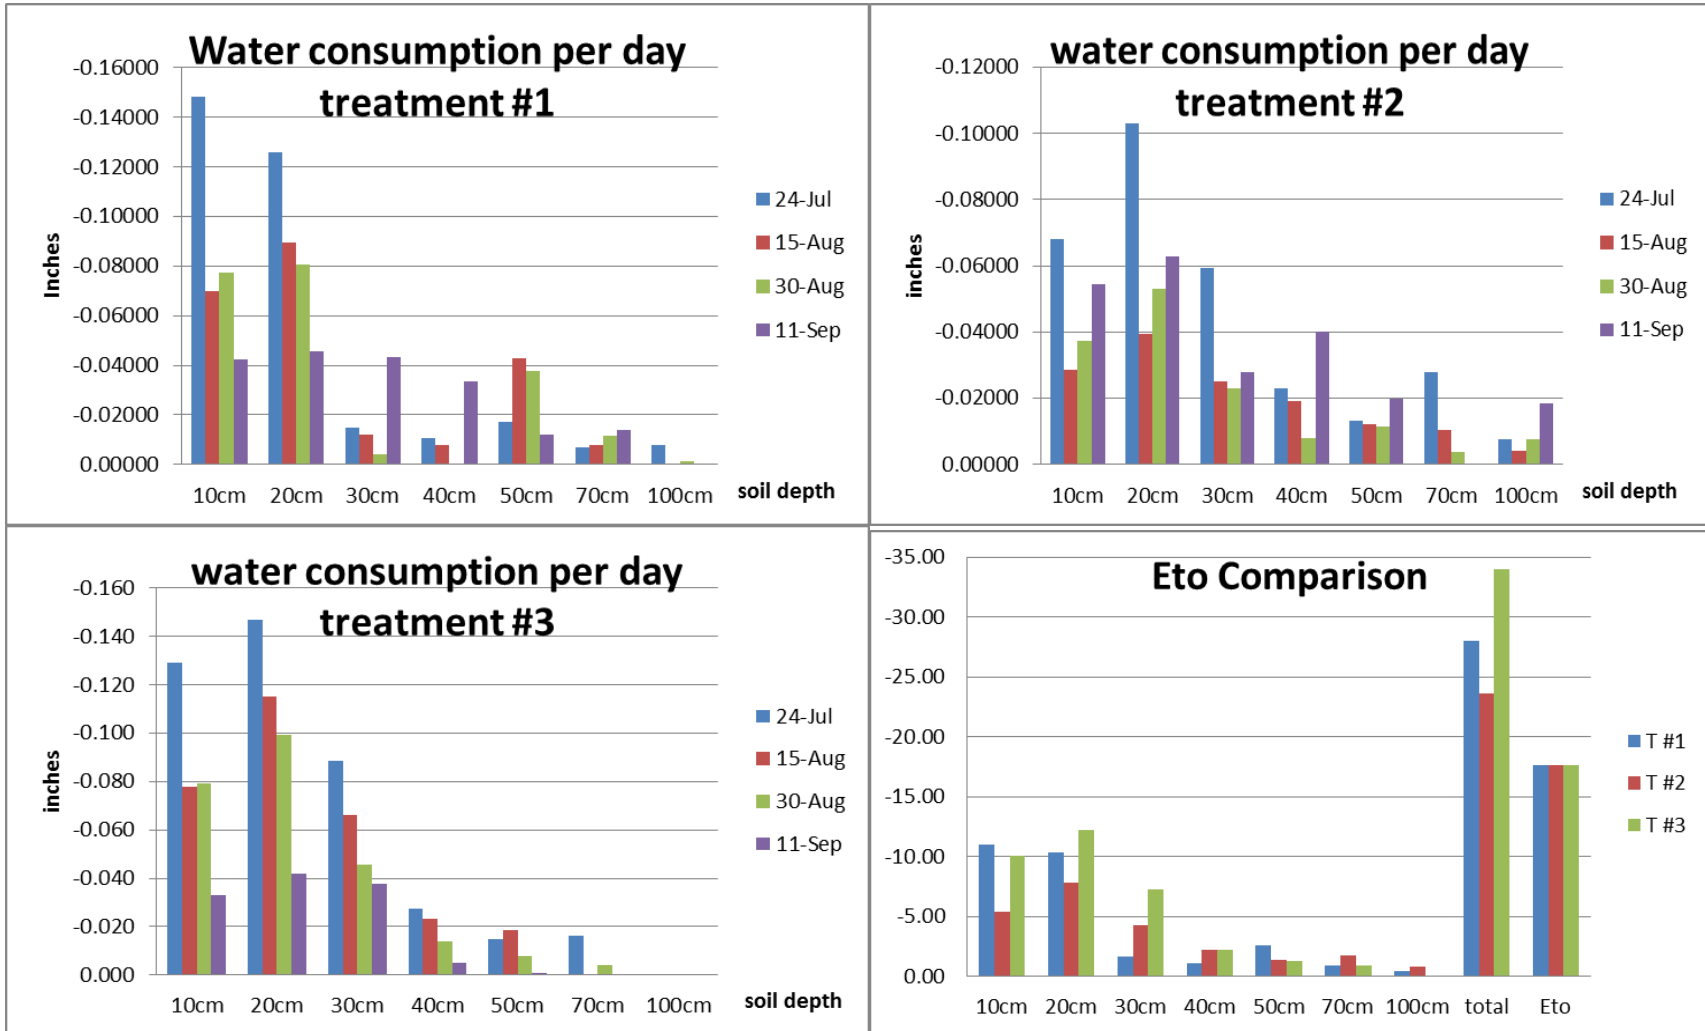 Water consumption per day
treatment #1
-0.16000
-0.14000
-0.12000
-0.10000
-0.08000
-0.06000
-0.04000
-0.02000
0.00000
Inches
10cm 20cm 30cm 40cm 50cm 70cm 100cm
soil depth
24-Jul
15-Aug
30-Aug
11-Sep
water consumption per day
treatment #2
-0.12000
-0.10000
-0.08000
-0.06000
-0.04000
-0.02000
0.00000
inches
10cm 20cm 30cm 40cm 50cm 70cm 100cm
soil depth
24-Jul
15-Aug
30-Aug
11-Sep
water consumption per day
treatment #3
-0.160
-0.140
-0.120
-0.100
-0.080
-0.060
-0.040
-0.020
0.000
inches
10cm 20cm 30cm 40cm 50cm 70cm 100cm
soil depth
24-Jul
15-Aug
30-Aug
11-Sep
Eto Comparison
-35.00
-30.00
-25.00
-20.00
-15.00
-10.00
-5.00
0.00
10cm 20cm 30cm 40cm 50cm 70cm 100cm total Eto
T #1
T #2
T #3